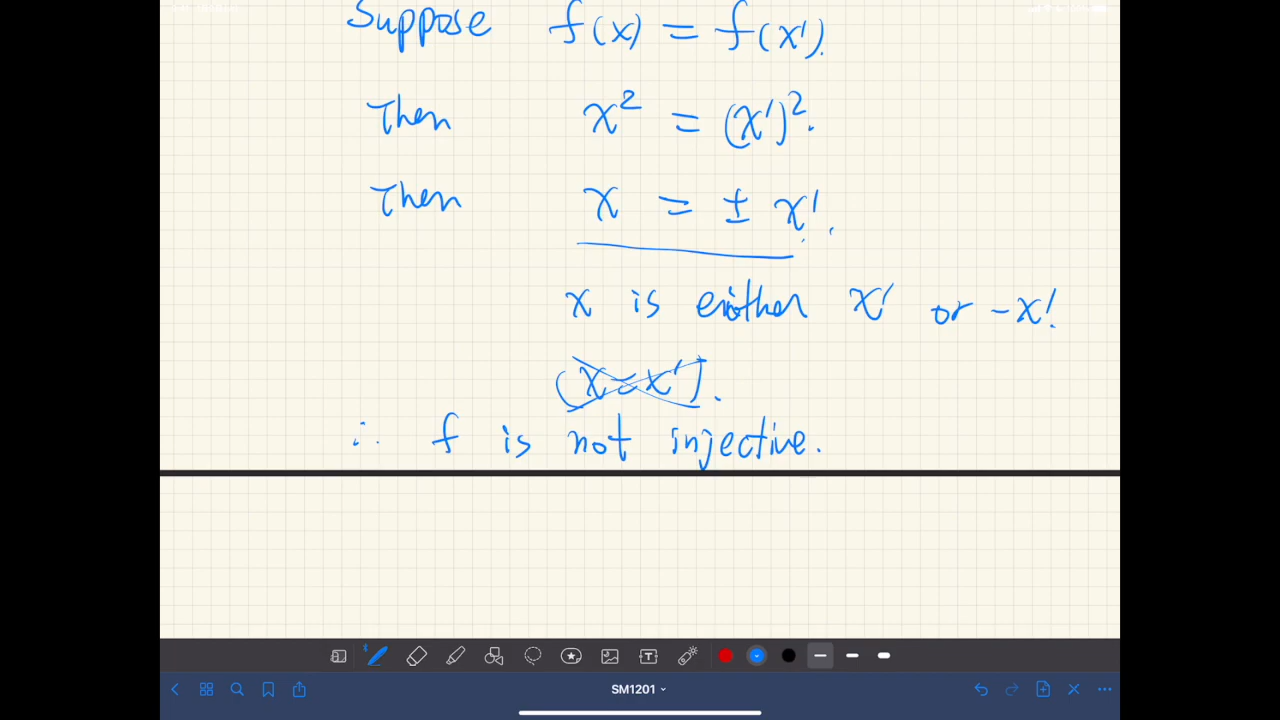 Suppose f(x) = f(x').
Then x² = (x')².
Then x = ± x'.
x is either x' or -x'.
(x = x').
∴ f is not injective.
SM1201